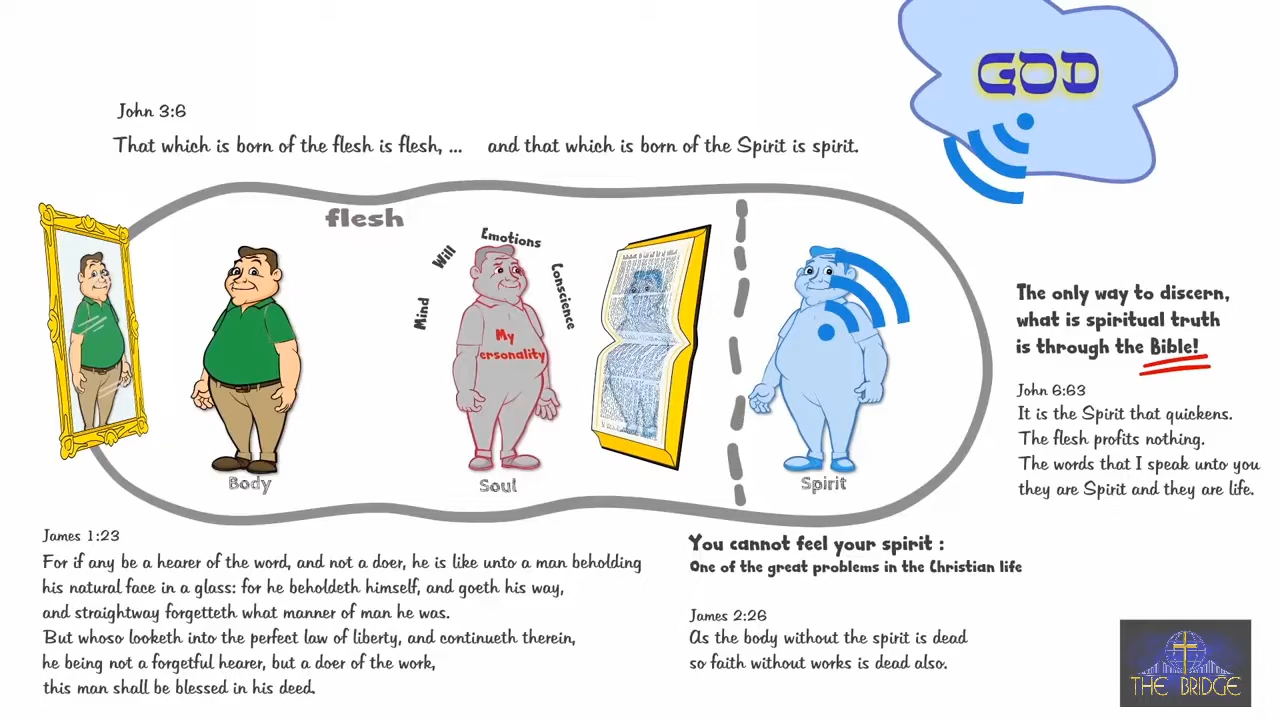 GOD
John 3:6
That which is born of the flesh is flesh, ... and that which is born of the Spirit is spirit.
flesh
Mind
Will
Emotions
Conscience
My
ersonality
Body
Soul
Spirit
The only way to discern,
what is spiritual truth
is through the Bible!
John 6:63
It is the Spirit that quickens.
The flesh profits nothing.
The words that I speak unto you
they are Spirit and they are life.
James 1:23
For if any be a hearer of the word, and not a doer, he is like unto a man beholding
his natural face in a glass: for he beholdeth himself, and goeth his way,
and straightway forgetteth what manner of man he was.
But whoso looketh into the perfect law of liberty, and continueth therein,
he being not a forgetful hearer, but a doer of the work,
this man shall be blessed in his deed.
You cannot feel your spirit :
One of the great problems in the Christian life
James 2:26
As the body without the spirit is dead
so faith without works is dead also.
THE BRIDGE